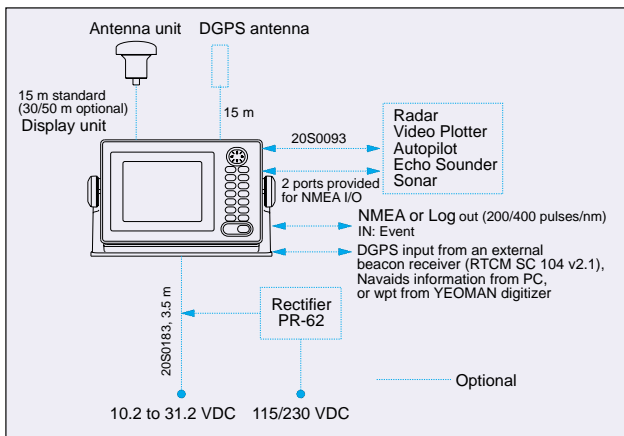 Antenna unit
DGPS antenna
15 m standard
(30/50 m optional)
Display unit
15 m
20S0093
Radar
Video Plotter
Autopilot
Echo Sounder
Sonar
2 ports provided
for NMEA I/O
NMEA or Log out (200/400 pulses/nm)
IN: Event
DGPS input from an external
beacon receiver (RTCM SC 104 v2.1),
Navaids information from PC,
or wpt from YEOMAN digitizer
20S0183, 3.5 m
Rectifier
PR-62
Optional
10.2 to 31.2 VDC
115/230 VDC